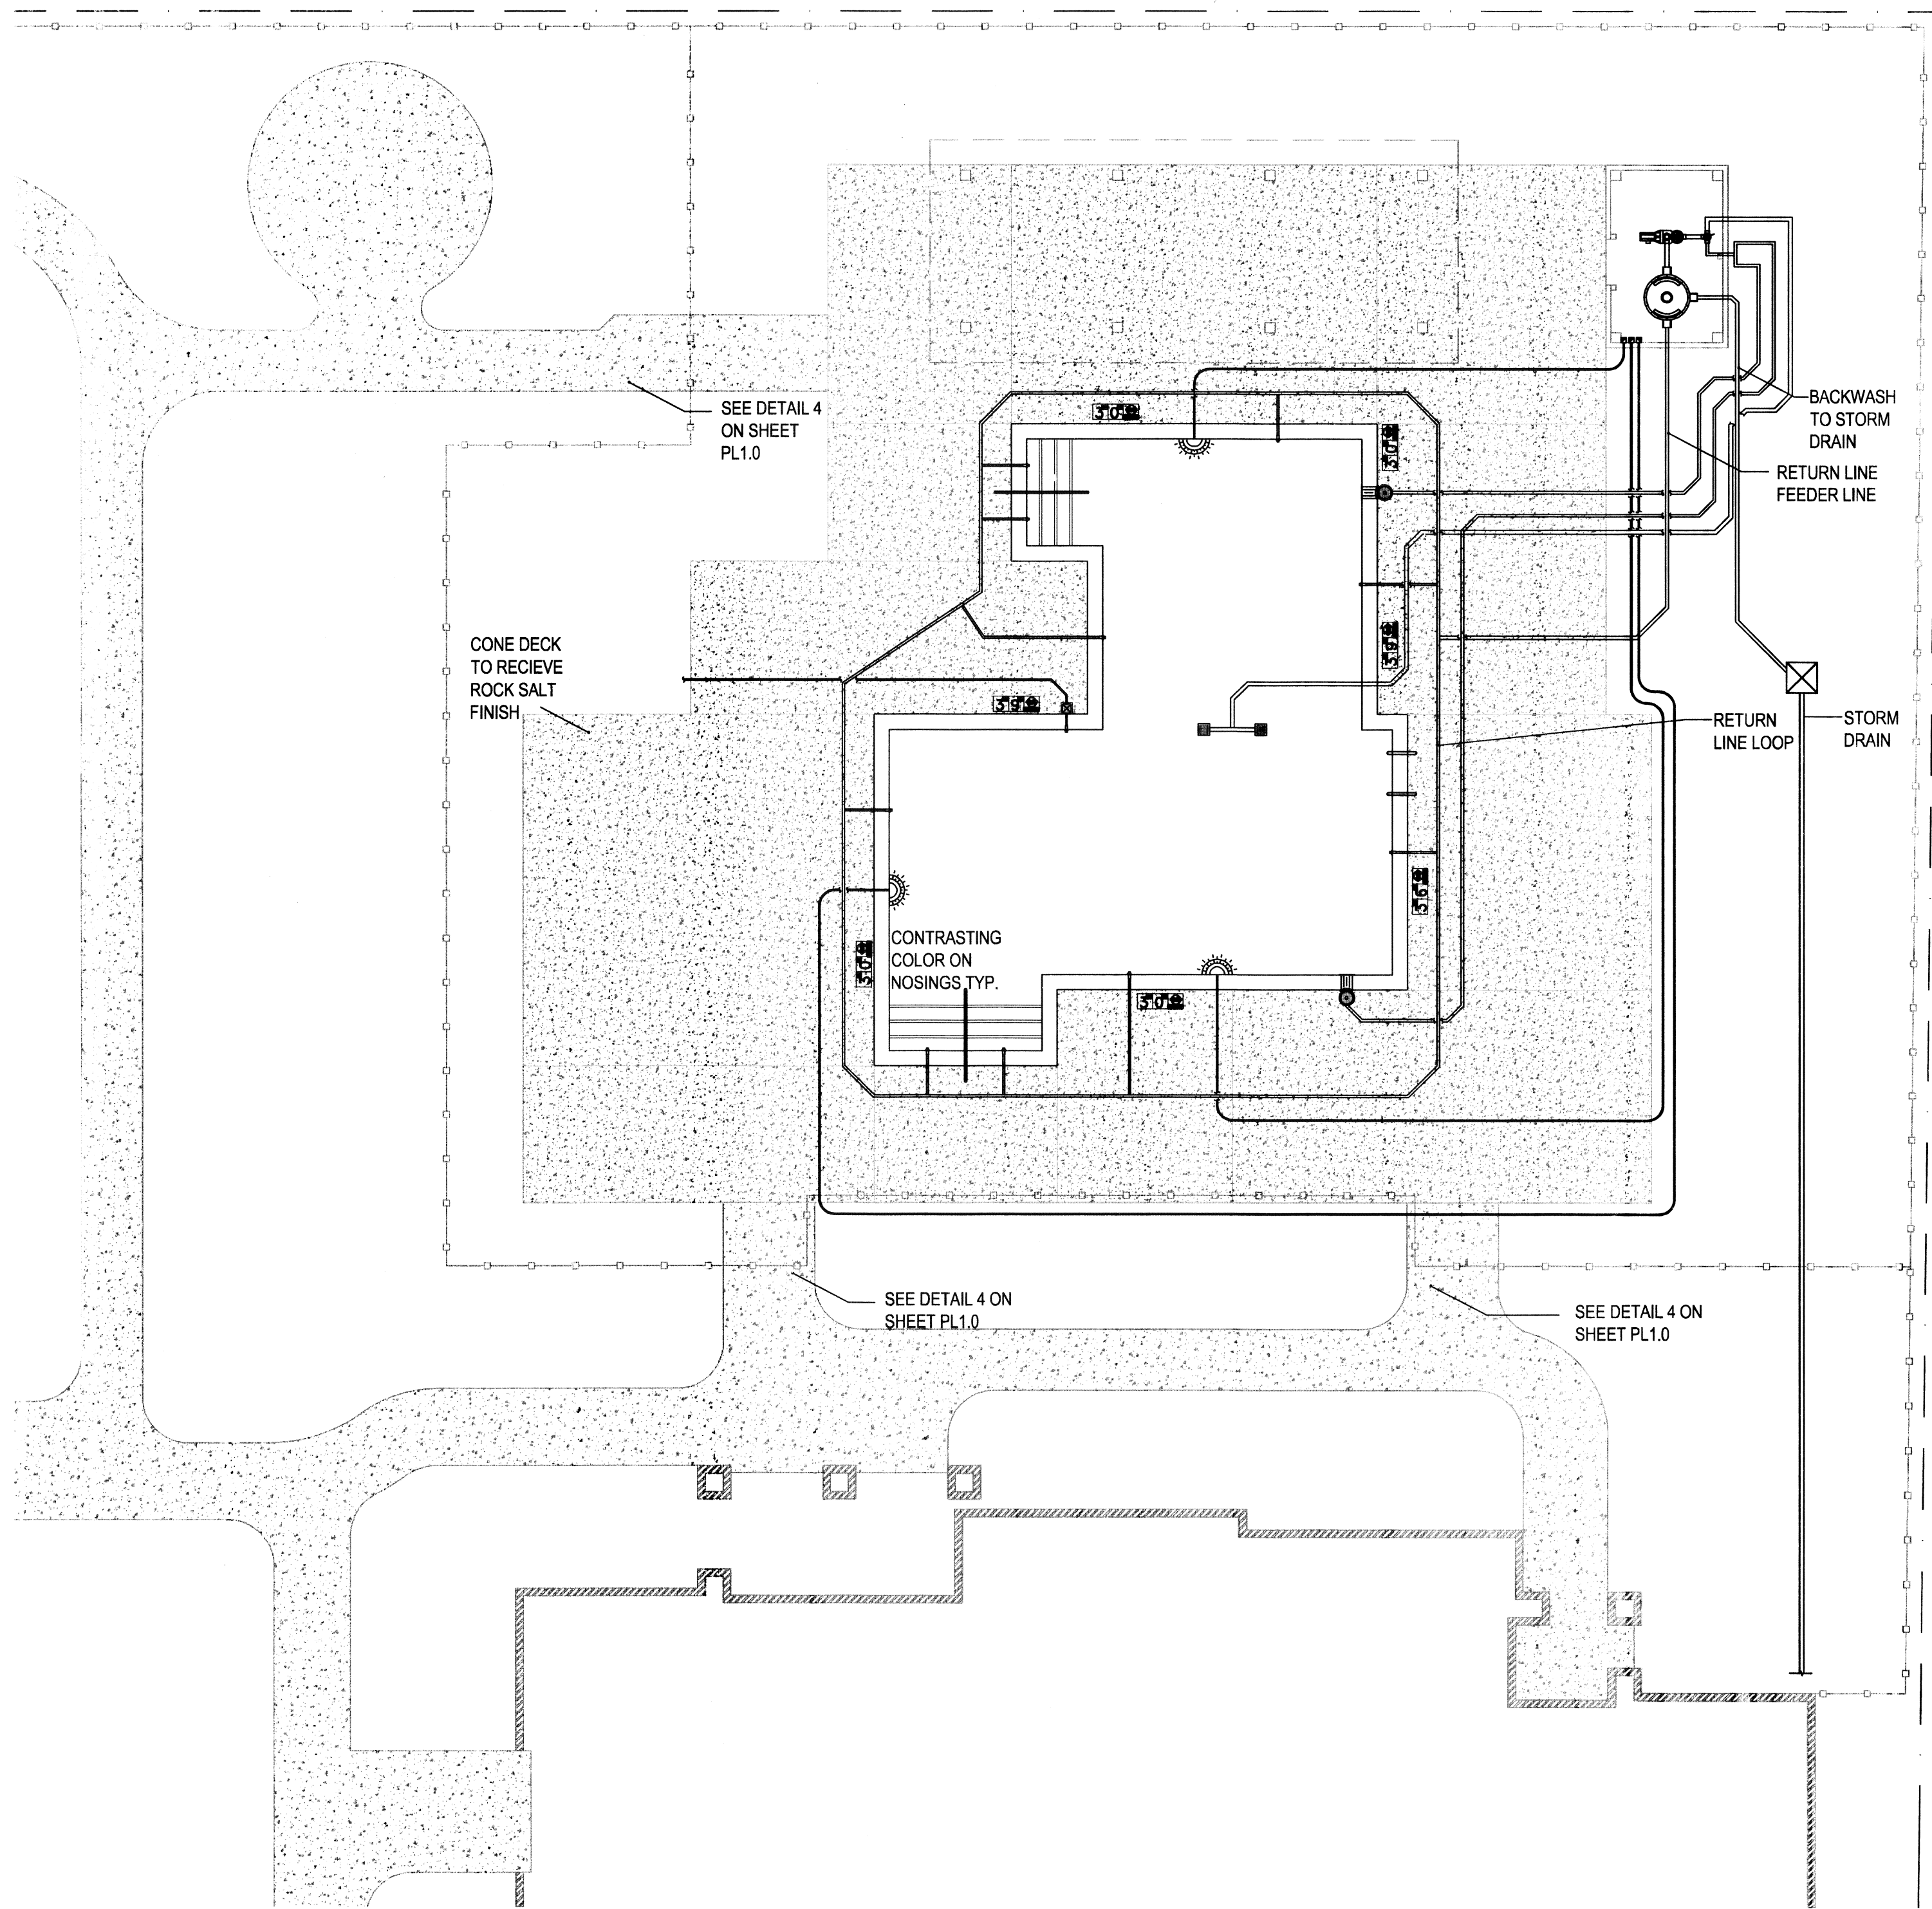 SEE DETAIL 4
ON SHEET
PL1.0
BACKWASH
TO STORM
DRAIN
RETURN LINE
FEEDER LINE
CONE DECK
TO RECIEVE
ROCK SALT
FINISH
RETURN
LINE LOOP
STORM
DRAIN
CONTRASTING
COLOR ON
NOSINGS TYP.
SEE DETAIL 4 ON
SHEET PL1.0
SEE DETAIL 4 ON
SHEET PL1.0